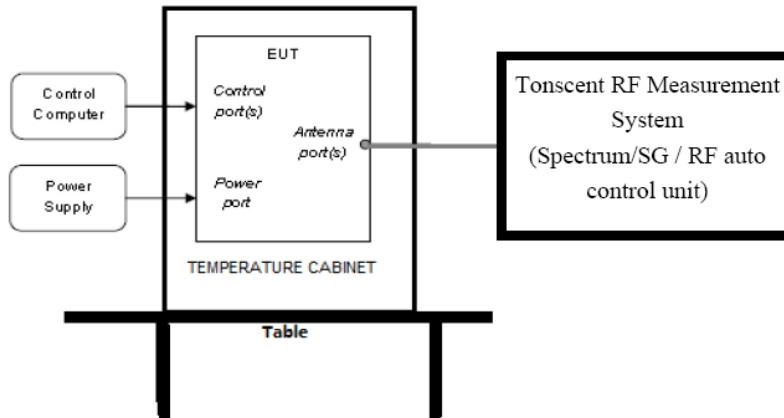 EUT
Control
port(s)
Antenna
port(s)
Power
port
Control
Computer
Power
Supply
TEMPERATURE CABINET
Table
Tonscent RF Measurement
System
(Spectrum/SG / RF auto
control unit)